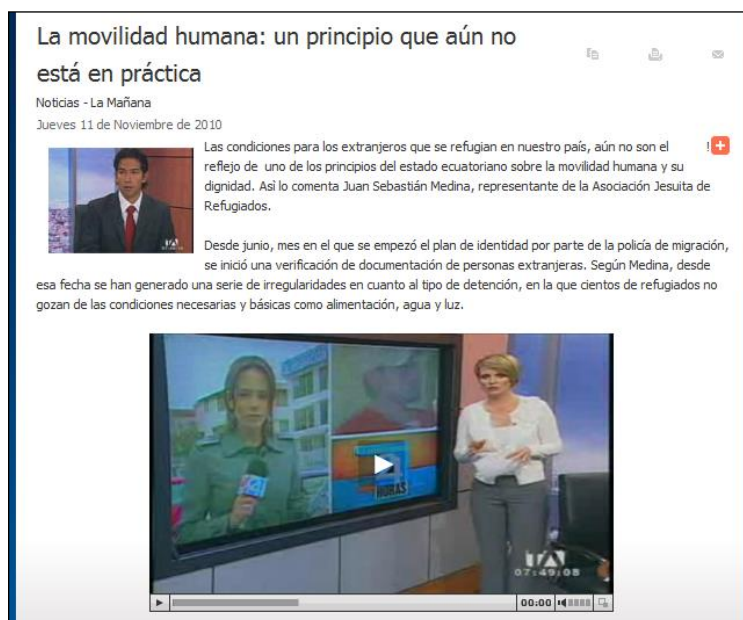 La movilidad humana: un principio que aún no
está en práctica
Noticias - La Mañana
Jueves 11 de Noviembre de 2010
Las condiciones para los extranjeros que se refugian en nuestro país, aún no son el
reflejo de uno de los principios del estado ecuatoriano sobre la movilidad humana y su
dignidad. Así lo comenta Juan Sebastián Medina, representante de la Asociación Jesuita de
Refugiados.
Desde junio, mes en el que se empezó el plan de identidad por parte de la policía de migración,
se inició una verificación de documentación de personas extranjeras. Según Medina, desde
esa fecha se han generado una serie de irregularidades en cuanto al tipo de detención, en la que cientos de refugiados no
gozan de las condiciones necesarias y básicas como alimentación, agua y luz.
HORAS
07:49:08
00:00